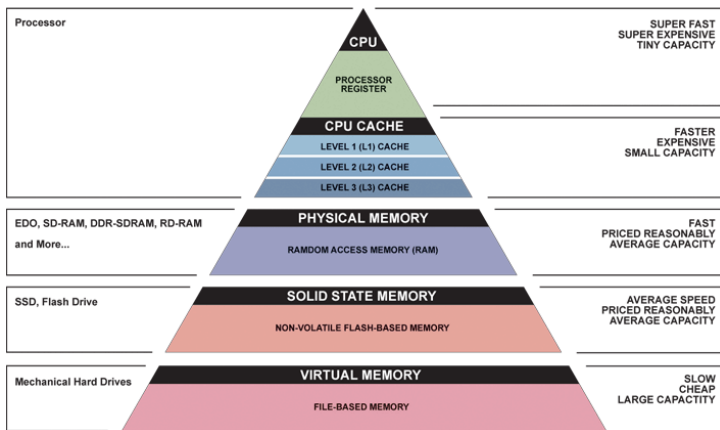 Processor
CPU
SUPER FAST
SUPER EXPENSIVE
TINY CAPACITY
PROCESSOR
REGISTER
CPU CACHE
LEVEL 1 (L1) CACHE
LEVEL 2 (L2) CACHE
LEVEL 3 (L3) CACHE
FASTER
EXPENSIVE
SMALL CAPACITY
EDO, SD-RAM, DDR-SDRAM, RD-RAM
and More...
PHYSICAL MEMORY
RAMDOM ACCESS MEMORY (RAM)
FAST
PRICED REASONABLY
AVERAGE CAPACITY
SSD, Flash Drive
SOLID STATE MEMORY
NON-VOLATILE FLASH-BASED MEMORY
AVERAGE SPEED
PRICED REASONABLY
AVERAGE CAPACITY
Mechanical Hard Drives
VIRTUAL MEMORY
FILE-BASED MEMORY
SLOW
CHEAP
LARGE CAPACTITY